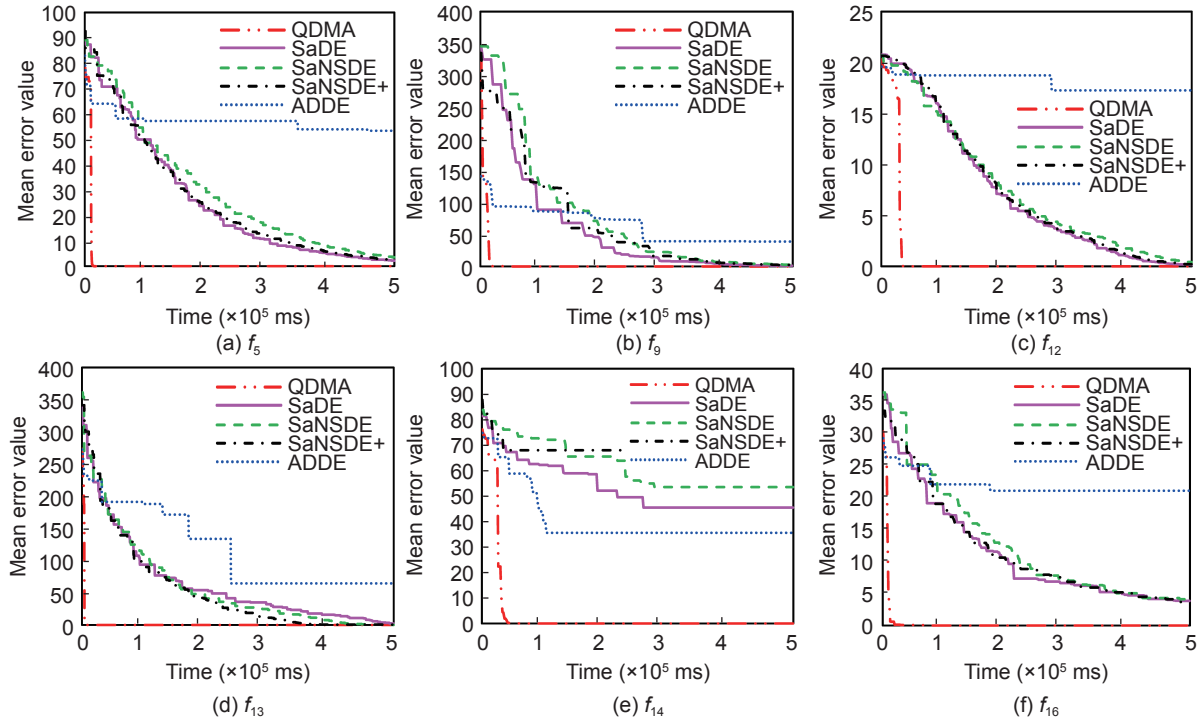 100
90
80
70
60
50
40
30
20
10
0
Mean error value
QDMA
SaDE
SaNSDE
SaNSDE+
ADDE
0 1 2 3 4 5
Time (×10⁵ ms)
(a) f₅
400
350
300
250
200
150
100
50
0
Mean error value
QDMA
SaDE
SaNSDE
SaNSDE+
ADDE
0 1 2 3 4 5
Time (×10⁵ ms)
(b) f₉
25
20
15
10
5
0
Mean error value
QDMA
SaDE
SaNSDE
SaNSDE+
ADDE
0 1 2 3 4 5
Time (×10⁵ ms)
(c) f₁₂
400
350
300
250
200
150
100
50
0
Mean error value
QDMA
SaDE
SaNSDE
SaNSDE+
ADDE
0 1 2 3 4 5
Time (×10⁵ ms)
(d) f₁₃
100
90
80
70
60
50
40
30
20
10
0
Mean error value
QDMA
SaDE
SaNSDE
SaNSDE+
ADDE
0 1 2 3 4 5
Time (×10⁵ ms)
(e) f₁₄
40
35
30
25
20
15
10
5
0
Mean error value
QDMA
SaDE
SaNSDE
SaNSDE+
ADDE
0 1 2 3 4 5
Time (×10⁵ ms)
(f) f₁₆